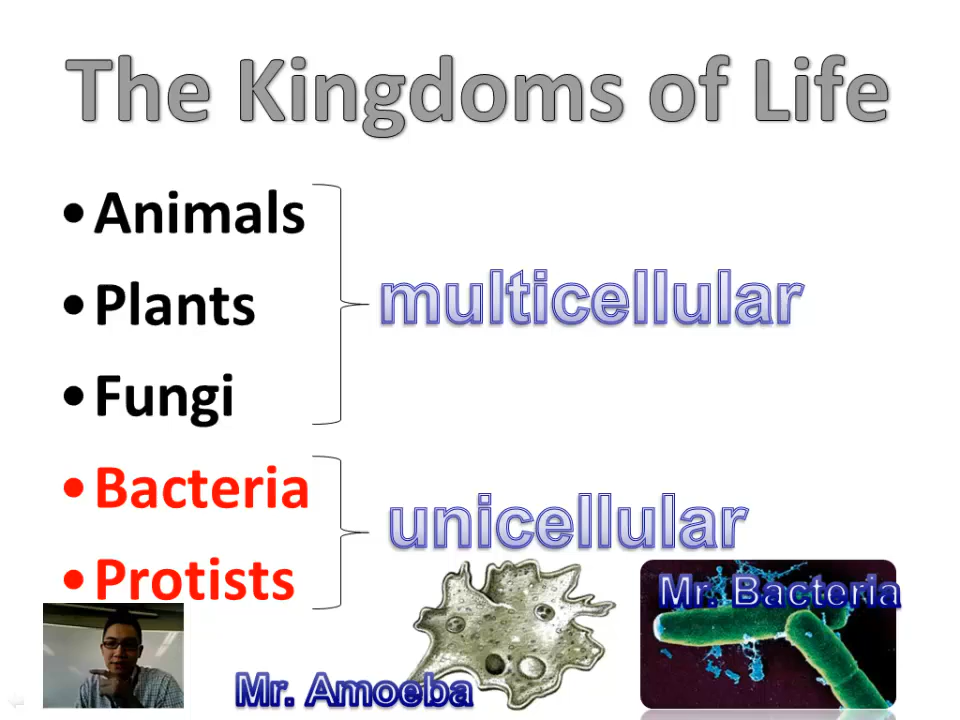 The Kingdoms of Life
•Animals
•Plants
•Fungi
multicellular
•Bacteria
•Protists
unicellular
Mr. Amoeba
Mr. Bacteria